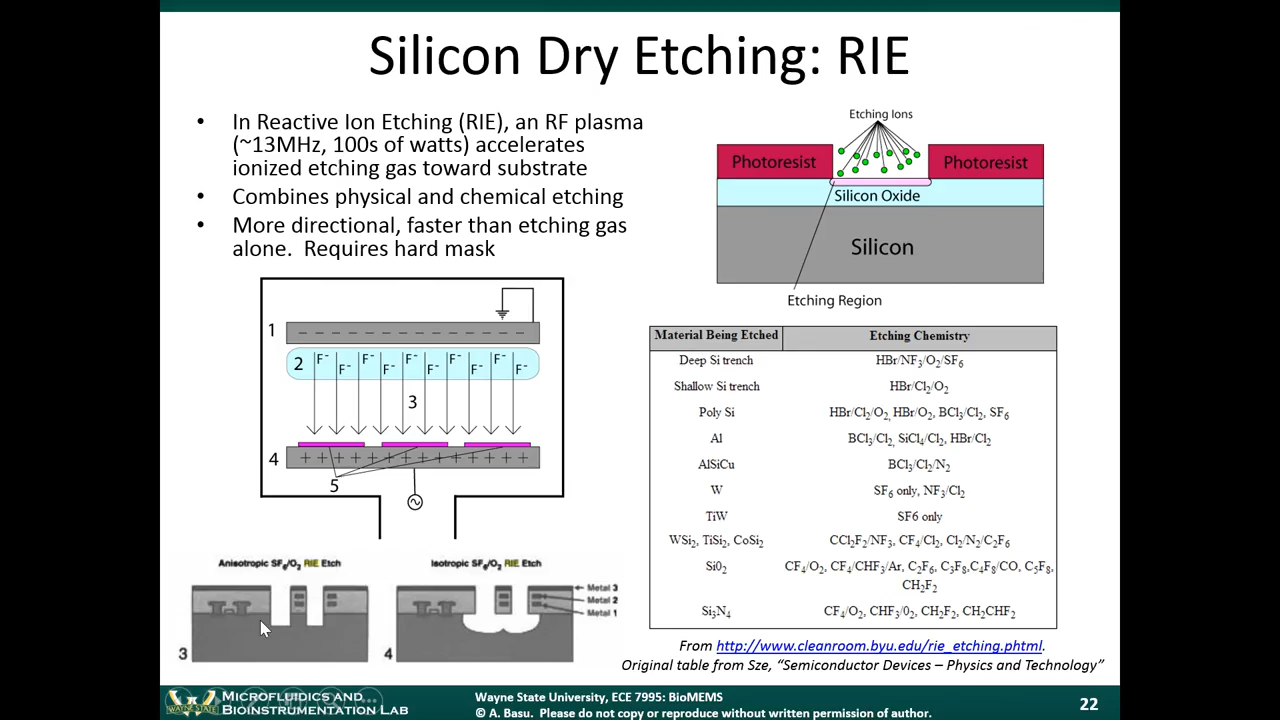 Silicon Dry Etching: RIE
• In Reactive Ion Etching (RIE), an RF plasma
(~13MHz, 100s of watts) accelerates
ionized etching gas toward substrate
• Combines physical and chemical etching
• More directional, faster than etching gas
alone. Requires hard mask
Etching Ions
Photoresist
Photoresist
Silicon Oxide
Silicon
Etching Region
1
2
F⁻ F⁻ F⁻ F⁻ F⁻ F⁻ F⁻ F⁻ F⁻ F⁻
3
4
+ + + + + + + + + + + + + +
5
Material Being Etched Etching Chemistry
Deep Si trench HBr/NF₃/O₂/SF₆
Shallow Si trench HBr/Cl₂/O₂
Poly Si HBr/Cl₂/O₂, HBr/O₂, BCl₃/Cl₂, SF₆
Al BCl₃/Cl₂, SiCl₄/Cl₂, HBr/Cl₂
AlSiCu BCl₃/Cl₂/N₂
W SF₆ only, NF₃/Cl₂
TiW SF6 only
WSi₂, TiSi₂, CoSi₂ CCl₂F₂/NF₃, CF₄/Cl₂, Cl₂/N₂/C₂F₆
Si0₂ CF₄/O₂, CF₄/CHF₃/Ar, C₂F₆, C₃F₈,C₄F₈/CO, C₅F₈,
CH₂F₂
Si₃N₄ CF₄/O₂, CHF₃/0₂, CH₂F₂, CH₂CHF₂
Anisotropic SF₆/O₂ RIE Etch
3
Isotropic SF₆/O₂ RIE Etch
Metal 3
Metal 2
Metal 1
4
From http://www.cleanroom.byu.edu/rie_etching.phtml.
Original table from Sze, “Semiconductor Devices – Physics and Technology”
WAYNE STATE
MICROFLUIDICS AND
BIOINSTRUMENTATION LAB
Wayne State University, ECE 7995: BioMEMS
© A. Basu. Please do not copy or reproduce without written permission of author.
22